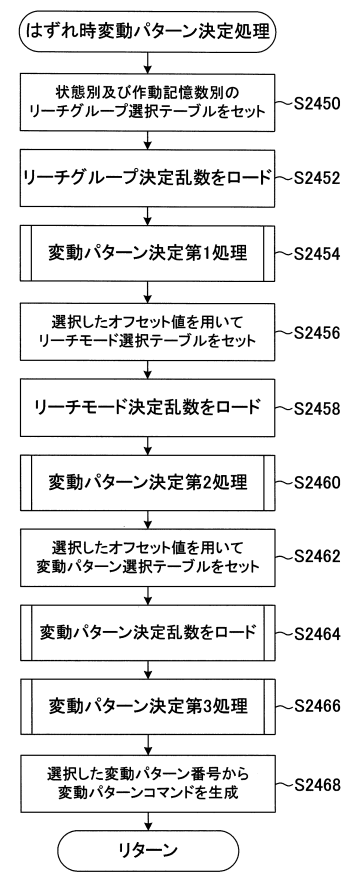 はずれ時変動パターン決定処理
状態別及び作動記憶数別の
リーチグループ選択テーブルをセット
S2450
リーチグループ決定乱数をロード
S2452
変動パターン決定第1処理
S2454
選択したオフセット値を用いて
リーチモード選択テーブルをセット
S2456
リーチモード決定乱数をロード
S2458
変動パターン決定第2処理
S2460
選択したオフセット値を用いて
変動パターン選択テーブルをセット
S2462
変動パターン決定乱数をロード
S2464
変動パターン決定第3処理
S2466
選択した変動パターン番号から
変動パターンコマンドを生成
S2468
リターン